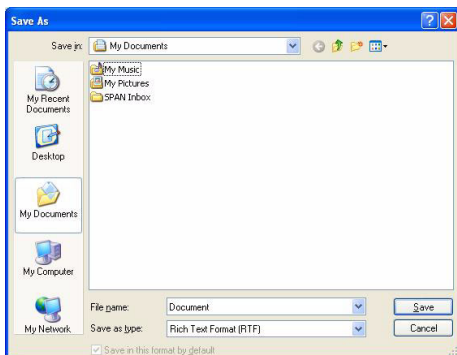 Save As
Save in:
My Documents
My Recent
Documents
Desktop
My Documents
My Computer
My Network
My Music
My Pictures
SPAN Inbox
File name:
Document
Save
Save as type:
Rich Text Format (RTF)
Cancel
Save in this format by default